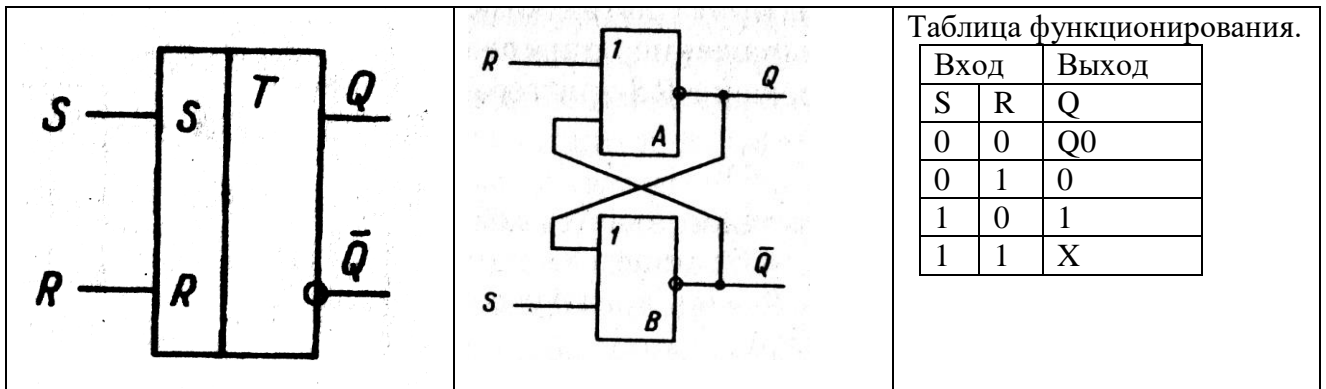 S S T Q
R R Q̄
R 1 Q
A
1 Q̄
S B
Таблица функционирования.
Вход Выход
S R Q
0 0 Q0
0 1 0
1 0 1
1 1 X